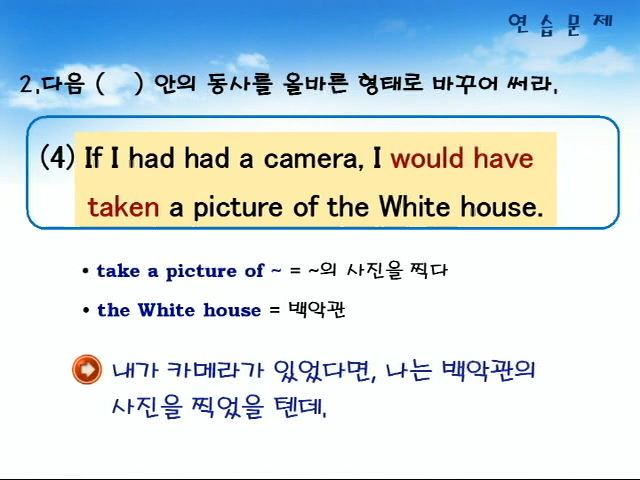 연 습 문 제
2.다음 (   ) 안의 동사를 올바른 형태로 바꾸어 써라.
(4) If I had had a camera, I would have
taken a picture of the White house.
• take a picture of ~ = ~의 사진을 찍다
• the White house = 백악관
내가 카메라가 있었다면, 나는 백악관의
사진을 찍었을 텐데.